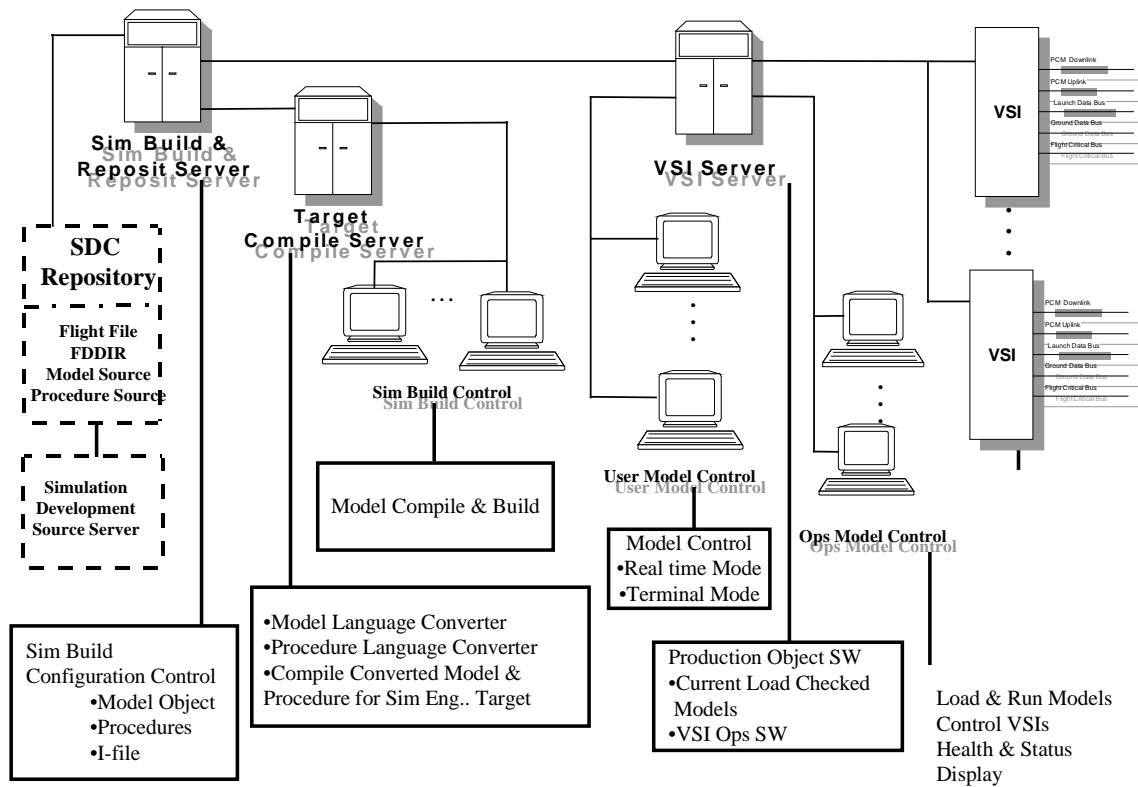 Sim Build &
Reposit Server
Target
Compile Server
VSI Server
VSI
PCM Downlink
PCM Uplink
Launch Data Bus
Ground Data Bus
Flight Critical Bus
VSI
PCM Downlink
PCM Uplink
Launch Data Bus
Ground Data Bus
Flight Critical Bus
SDC
Repository
Flight File
FDDIR
Model Source
Procedure Source
Simulation
Development
Source Server
...
Sim Build Control
Model Compile & Build
User Model Control
Model Control
•Real time Mode
•Terminal Mode
Ops Model Control
Sim Build
Configuration Control
•Model Object
•Procedures
•I-file
•Model Language Converter
•Procedure Language Converter
•Compile Converted Model &
Procedure for Sim Eng.. Target
Production Object SW
•Current Load Checked
Models
•VSI Ops SW
Load & Run Models
Control VSIs
Health & Status
Display